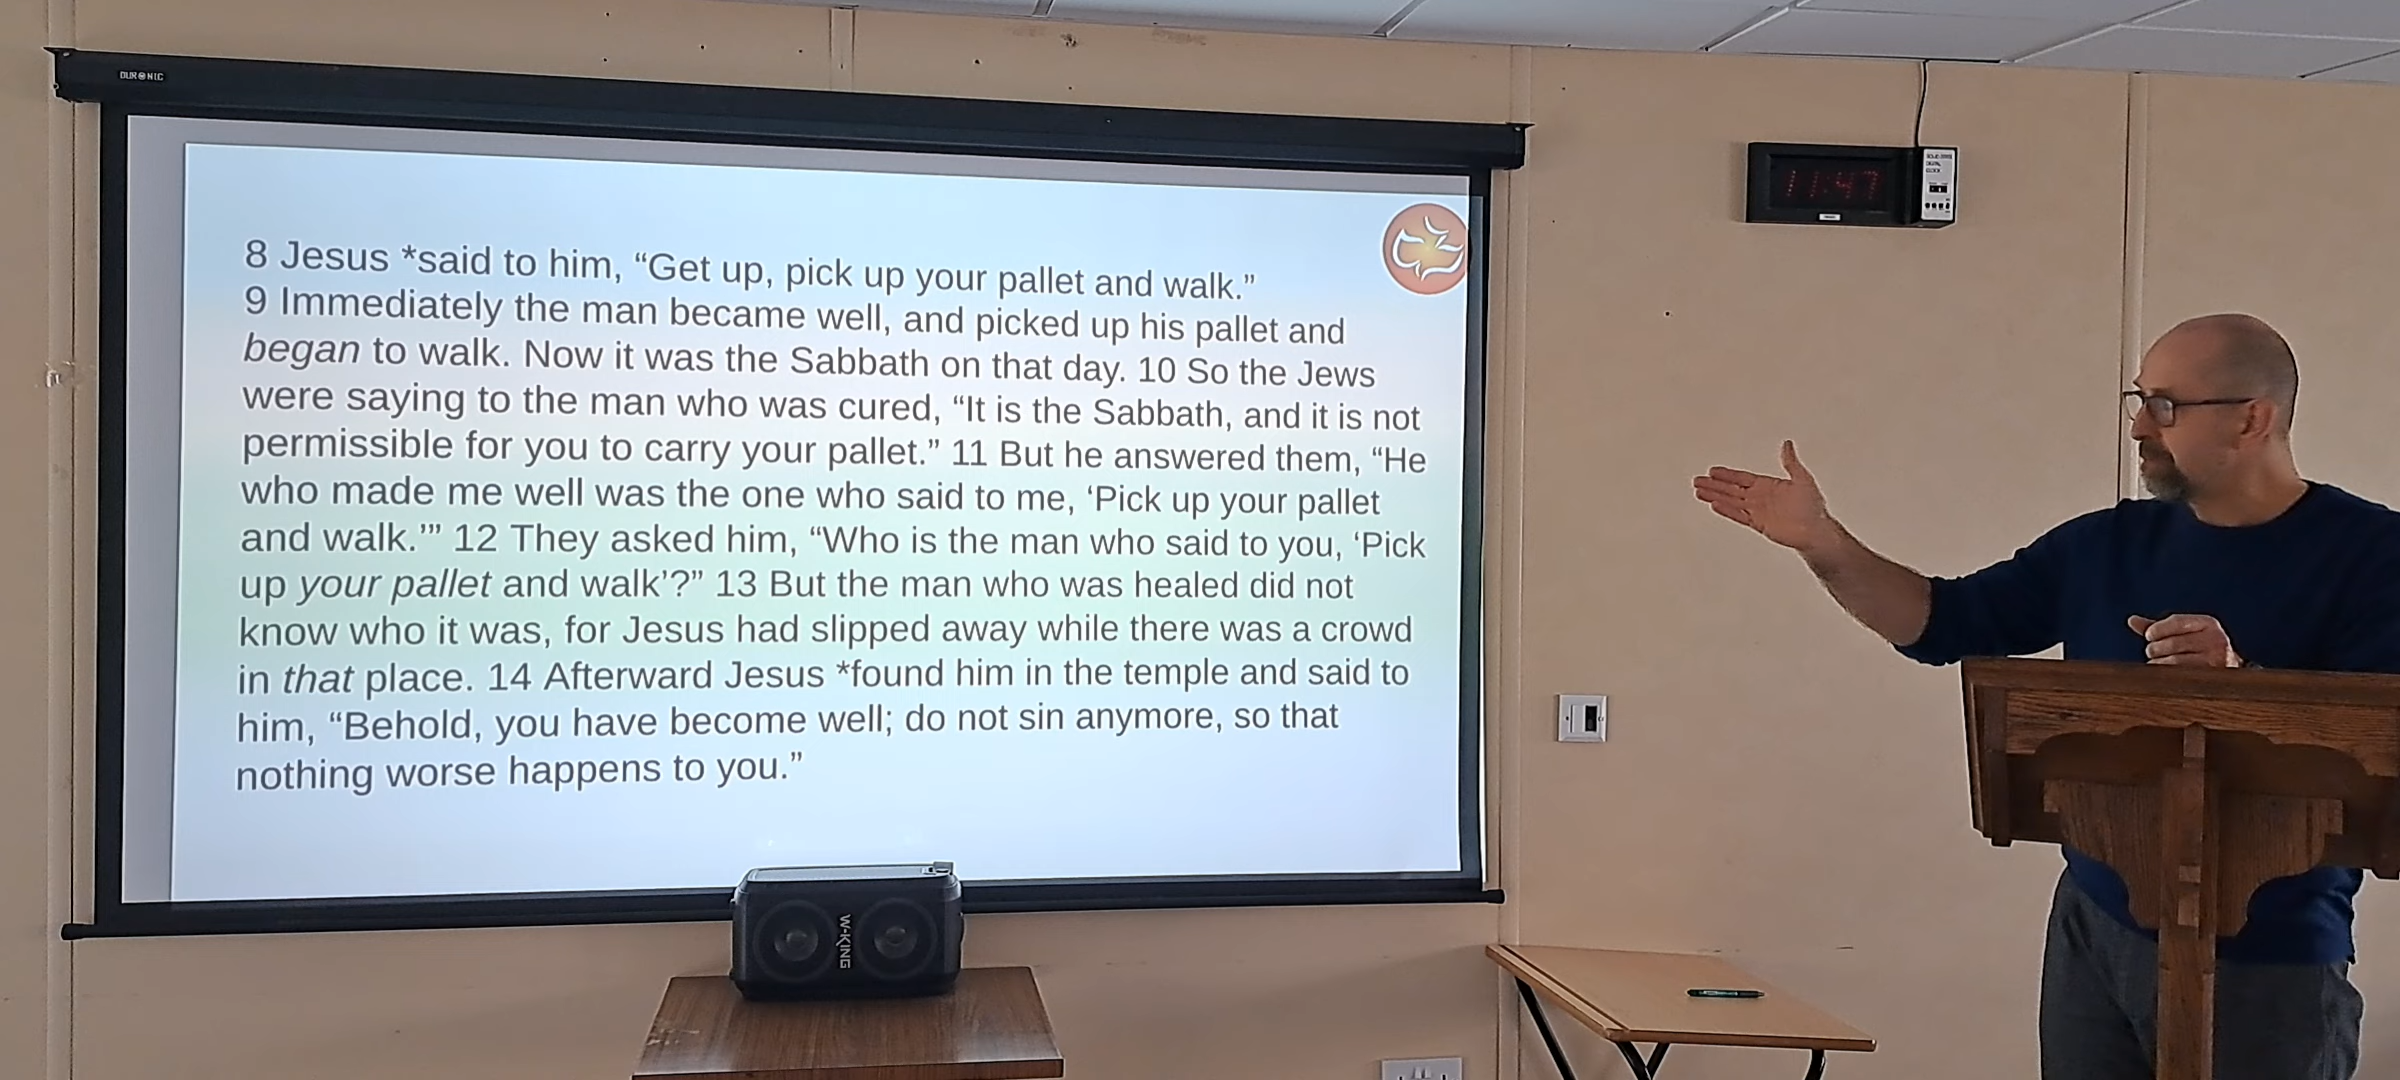 DURONIC
8 Jesus *said to him, “Get up, pick up your pallet and walk.”
9 Immediately the man became well, and picked up his pallet and
began to walk. Now it was the Sabbath on that day. 10 So the Jews
were saying to the man who was cured, “It is the Sabbath, and it is not
permissible for you to carry your pallet.” 11 But he answered them, “He
who made me well was the one who said to me, ‘Pick up your pallet
and walk.’” 12 They asked him, “Who is the man who said to you, ‘Pick
up your pallet and walk’?” 13 But the man who was healed did not
know who it was, for Jesus had slipped away while there was a crowd
in that place. 14 Afterward Jesus *found him in the temple and said to
him, “Behold, you have become well; do not sin anymore, so that
nothing worse happens to you.”
11:47
W-KING